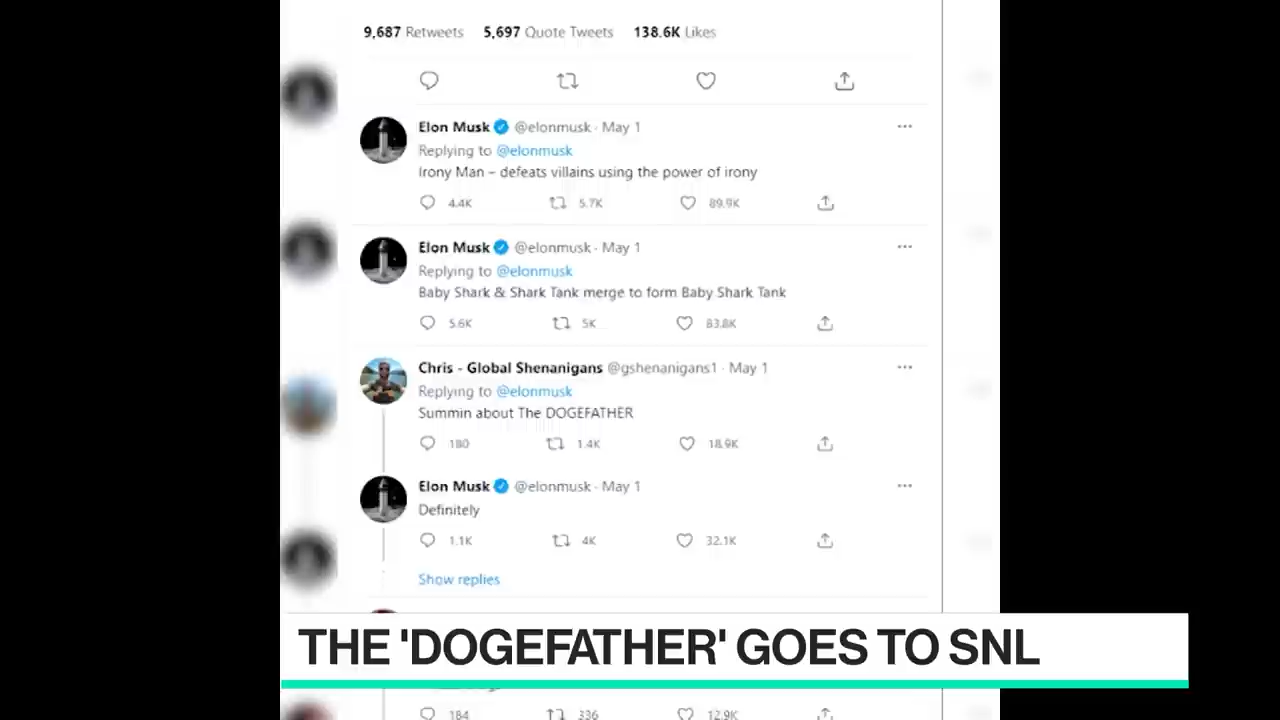 9,687 Retweets 5,697 Quote Tweets 138.6K Likes
Elon Musk @elonmusk · May 1
Replying to @elonmusk
Irony Man – defeats villains using the power of irony
4.4K 5.7K 89.9K
Elon Musk @elonmusk · May 1
Replying to @elonmusk
Baby Shark & Shark Tank merge to form Baby Shark Tank
5.6K 5K 83.8K
Chris - Global Shenanigans @gshenanigans1 · May 1
Replying to @elonmusk
Summin about The DOGEFATHER
180 1.4K 18.9K
Elon Musk @elonmusk · May 1
Definitely
1.1K 4K 32.1K
Show replies
THE 'DOGEFATHER' GOES TO SNL
184 336 12.9K